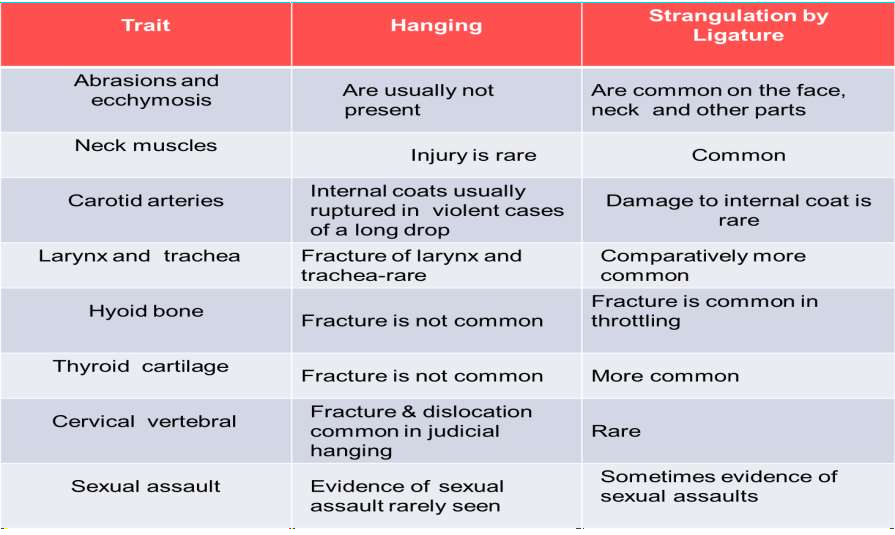 Trait
Hanging
Strangulation by
Ligature
Abrasions and
ecchymosis
Are usually not
present
Are common on the face,
neck and other parts
Neck muscles
Injury is rare
Common
Carotid arteries
Internal coats usually
ruptured in violent cases
of a long drop
Damage to internal coat is
rare
Larynx and trachea
Fracture of larynx and
trachea-rare
Comparatively more
common
Hyoid bone
Fracture is not common
Fracture is common in
throttling
Thyroid cartilage
Fracture is not common
More common
Cervical vertebral
Fracture & dislocation
common in judicial
hanging
Rare
Sexual assault
Evidence of sexual
assault rarely seen
Sometimes evidence of
sexual assaults